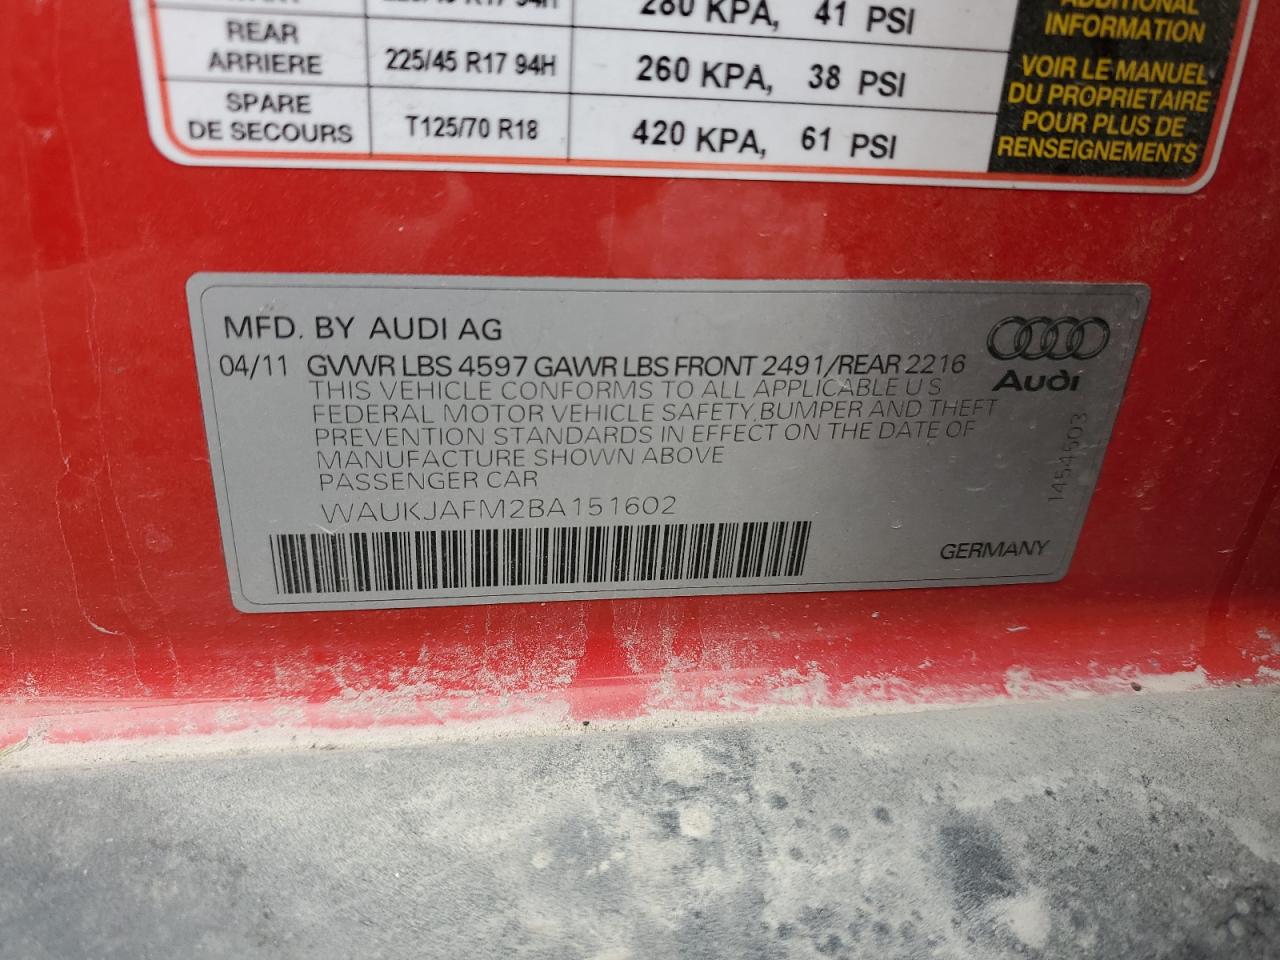 280 KPA, 41 PSI
ADDITIONAL
INFORMATION
REAR
ARRIERE
225/45 R17 94H
260 KPA, 38 PSI
SPARE
DE SECOURS
T125/70 R18
420 KPA, 61 PSI
VOIR LE MANUEL
DU PROPRIETAIRE
POUR PLUS DE
RENSEIGNEMENTS
MFD. BY AUDI AG
04/11 GVWR LBS 4597 GAWR LBS FRONT 2491/REAR 2216
THIS VEHICLE CONFORMS TO ALL APPLICABLE U S
FEDERAL MOTOR VEHICLE SAFETY, BUMPER AND THEFT
PREVENTION STANDARDS IN EFFECT ON THE DATE OF
MANUFACTURE SHOWN ABOVE
PASSENGER CAR
WAUKJAFM2BA151602
Audi
1454503
GERMANY